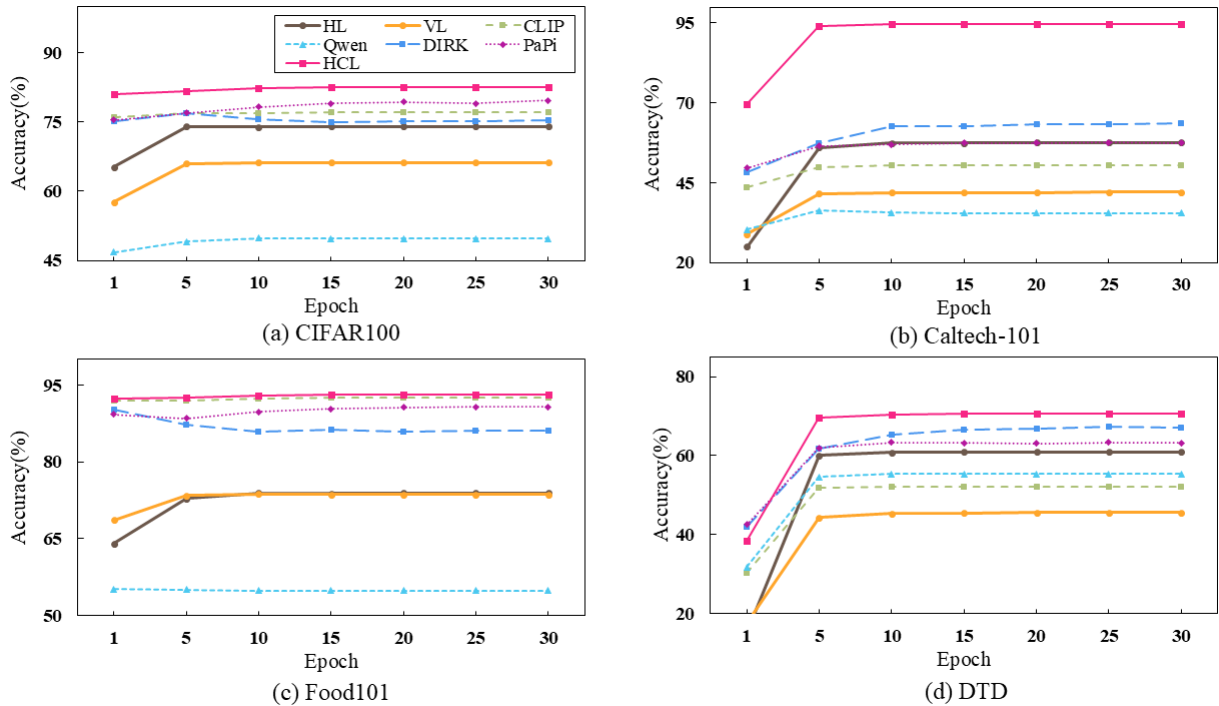 HL VL CLIP
Qwen DIRK PaPi
HCL
Accuracy(%)
90
75
60
45
1 5 10 15 20 25 30
Epoch
(a) CIFAR100
Accuracy(%)
95
70
45
20
1 5 10 15 20 25 30
Epoch
(b) Caltech-101
Accuracy(%)
95
80
65
50
1 5 10 15 20 25 30
Epoch
(c) Food101
Accuracy(%)
80
60
40
20
1 5 10 15 20 25 30
Epoch
(d) DTD